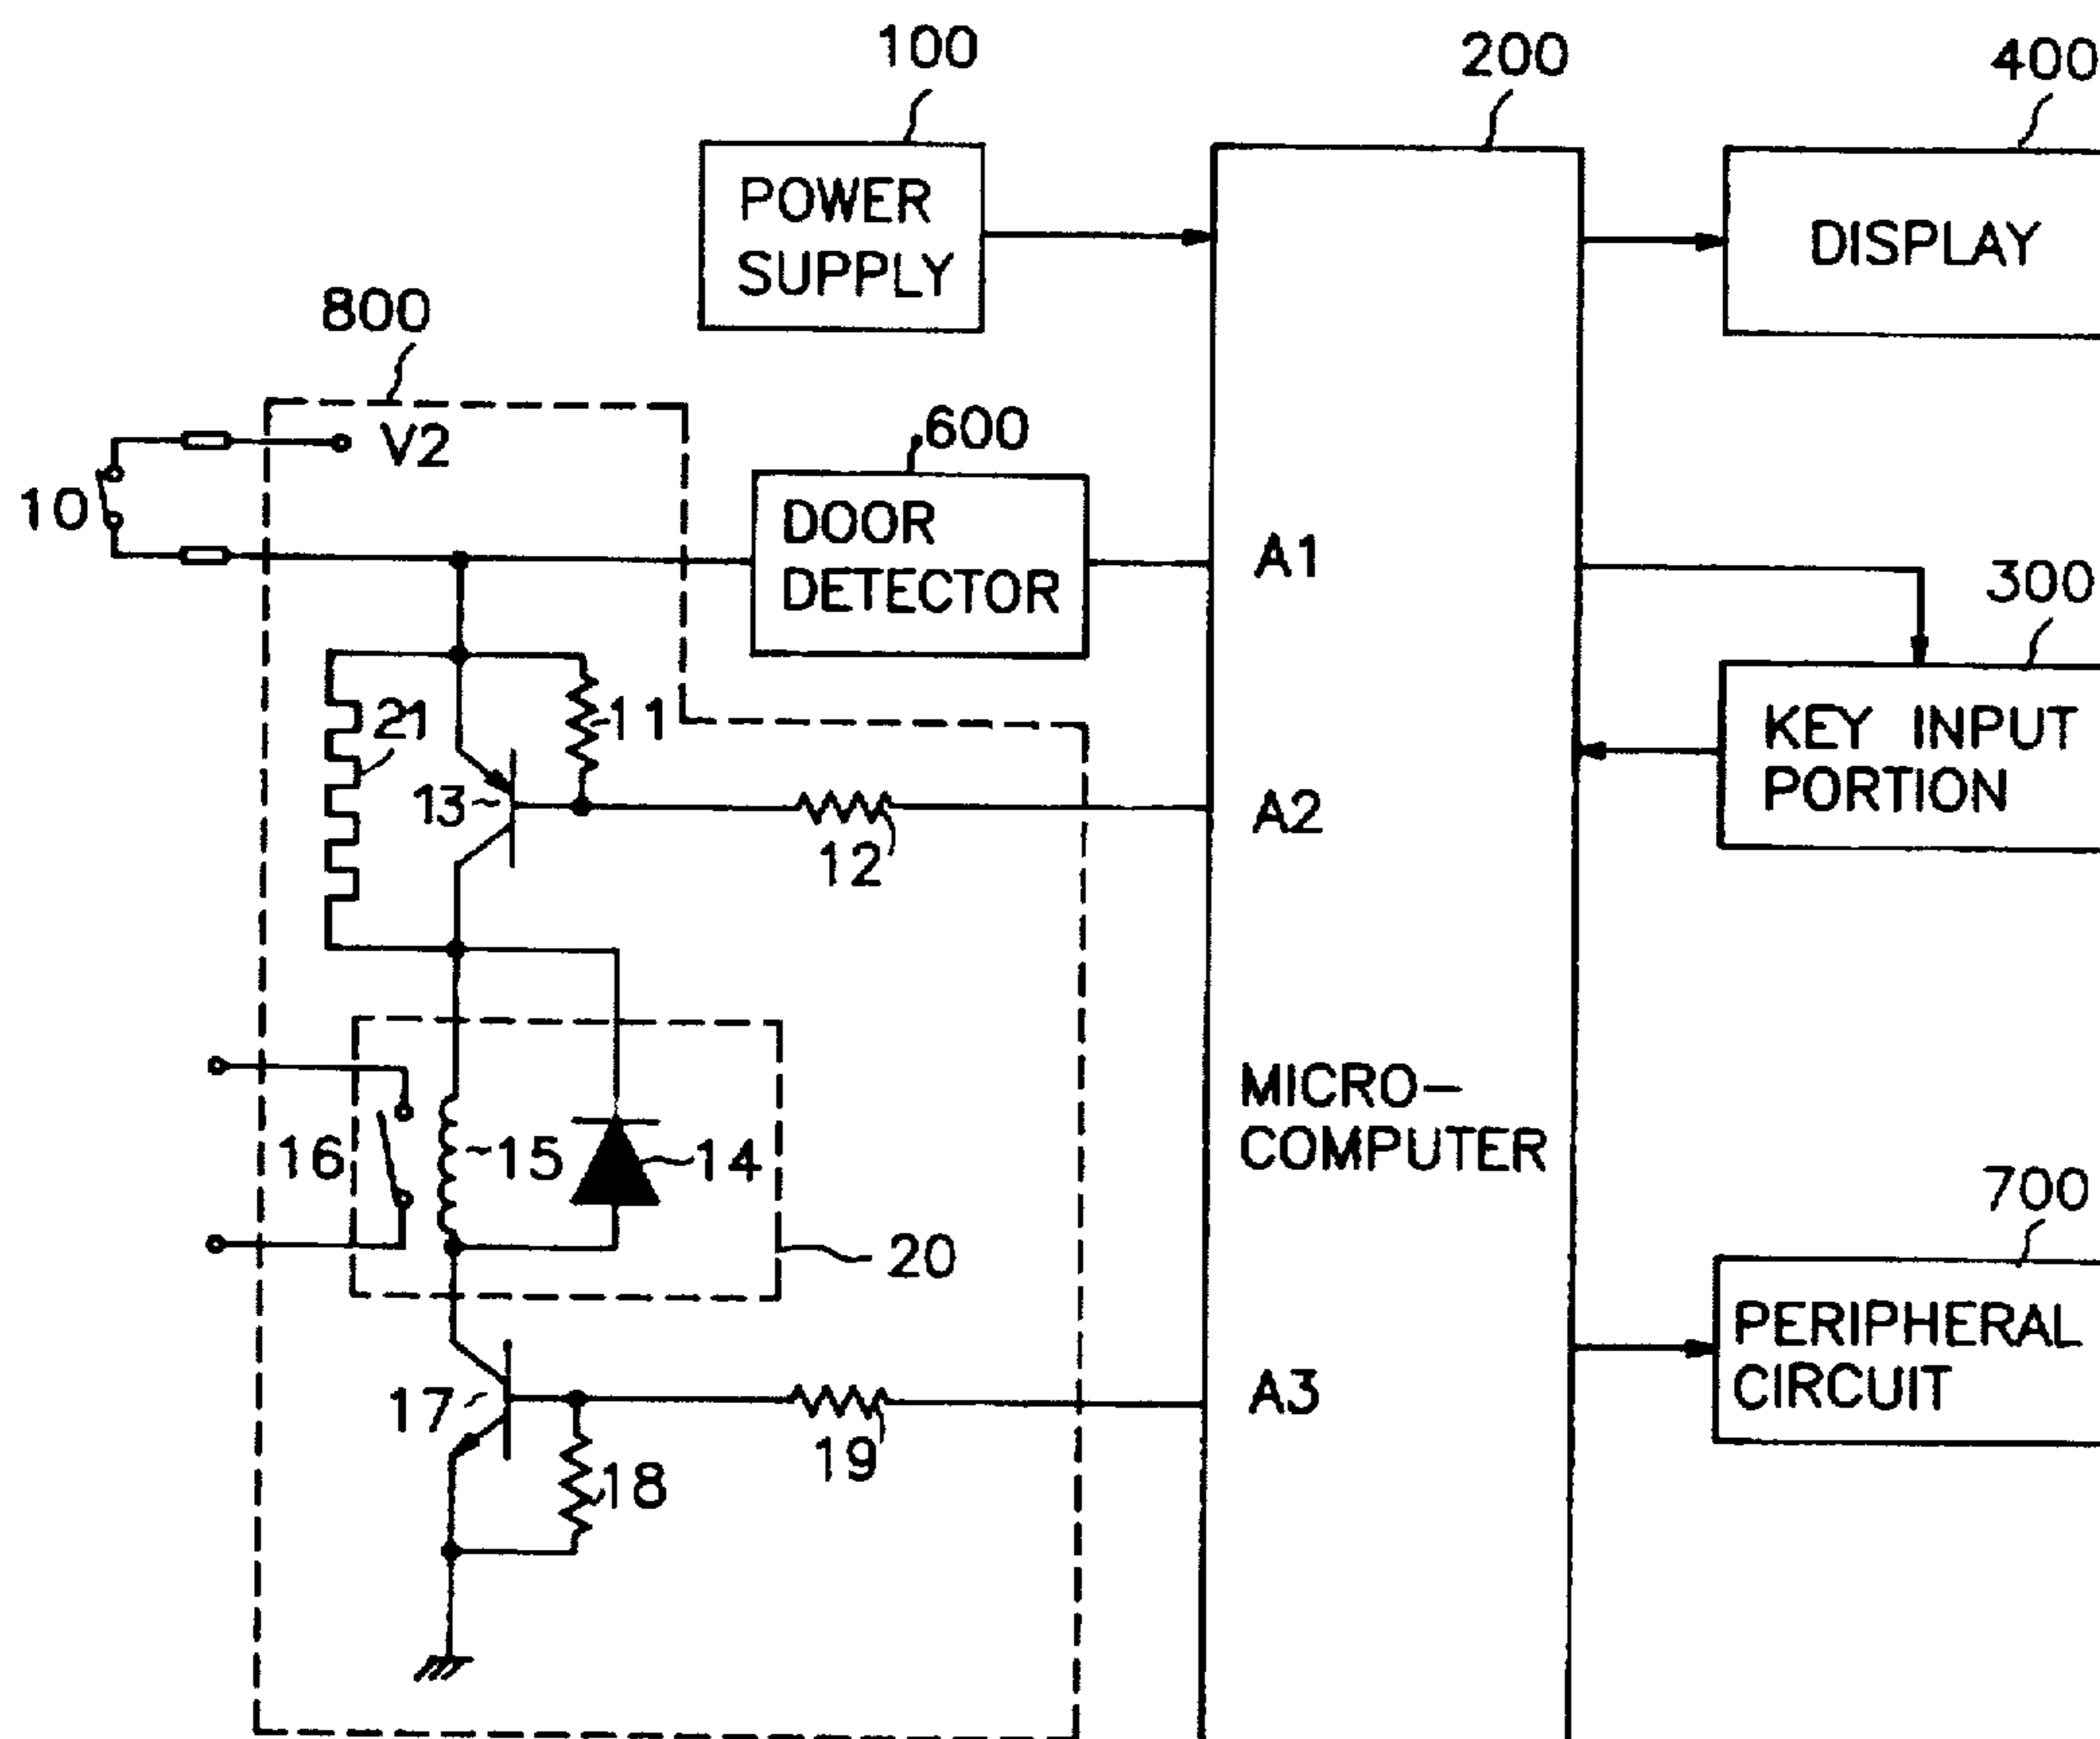 100
200
400
POWER
SUPPLY
DISPLAY
800
V2
600
10
DOOR
DETECTOR
A1
300
21
11
KEY INPUT
PORTION
13
A2
12
MICRO-
COMPUTER
16
15
14
700
20
PERIPHERAL
CIRCUIT
17
A3
19
18